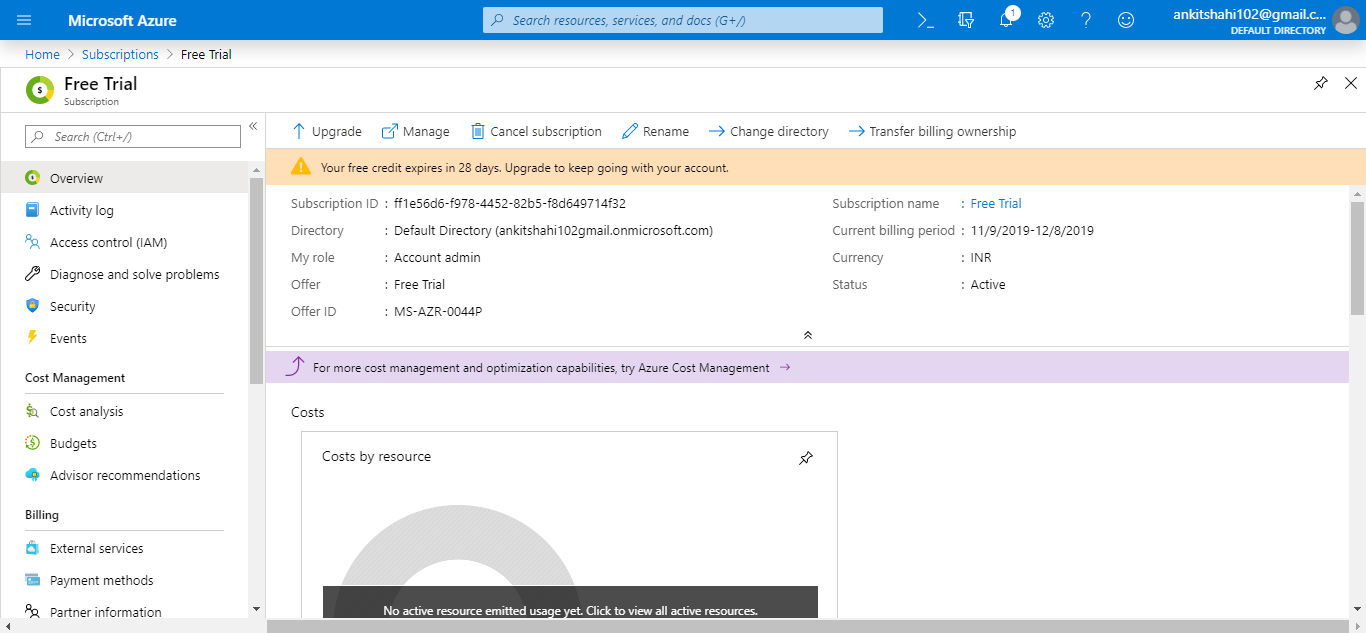 Microsoft Azure
Search resources, services, and docs (G+/)
1
ankitshahi102@gmail.c...
DEFAULT DIRECTORY
Home > Subscriptions > Free Trial
Free Trial
Subscription
Search (Ctrl+/)
«
Overview
Activity log
Access control (IAM)
Diagnose and solve problems
Security
Events
Cost Management
Cost analysis
Budgets
Advisor recommendations
Billing
External services
Payment methods
Partner information
Upgrade Manage Cancel subscription Rename Change directory Transfer billing ownership
Your free credit expires in 28 days. Upgrade to keep going with your account.
Subscription ID : ff1e56d6-f978-4452-82b5-f8d649714f32
Directory : Default Directory (ankitshahi102gmail.onmicrosoft.com)
My role : Account admin
Offer : Free Trial
Offer ID : MS-AZR-0044P
Subscription name : Free Trial
Current billing period : 11/9/2019-12/8/2019
Currency : INR
Status : Active
For more cost management and optimization capabilities, try Azure Cost Management →
Costs
Costs by resource
No active resource emitted usage yet. Click to view all active resources.